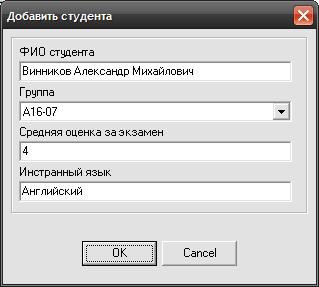 Добавить студента
ФИО студента
Винников Александр Михайлович
Группа
А16-07
Средняя оценка за экзамен
4
Инстранный язык
Английский
OK
Cancel